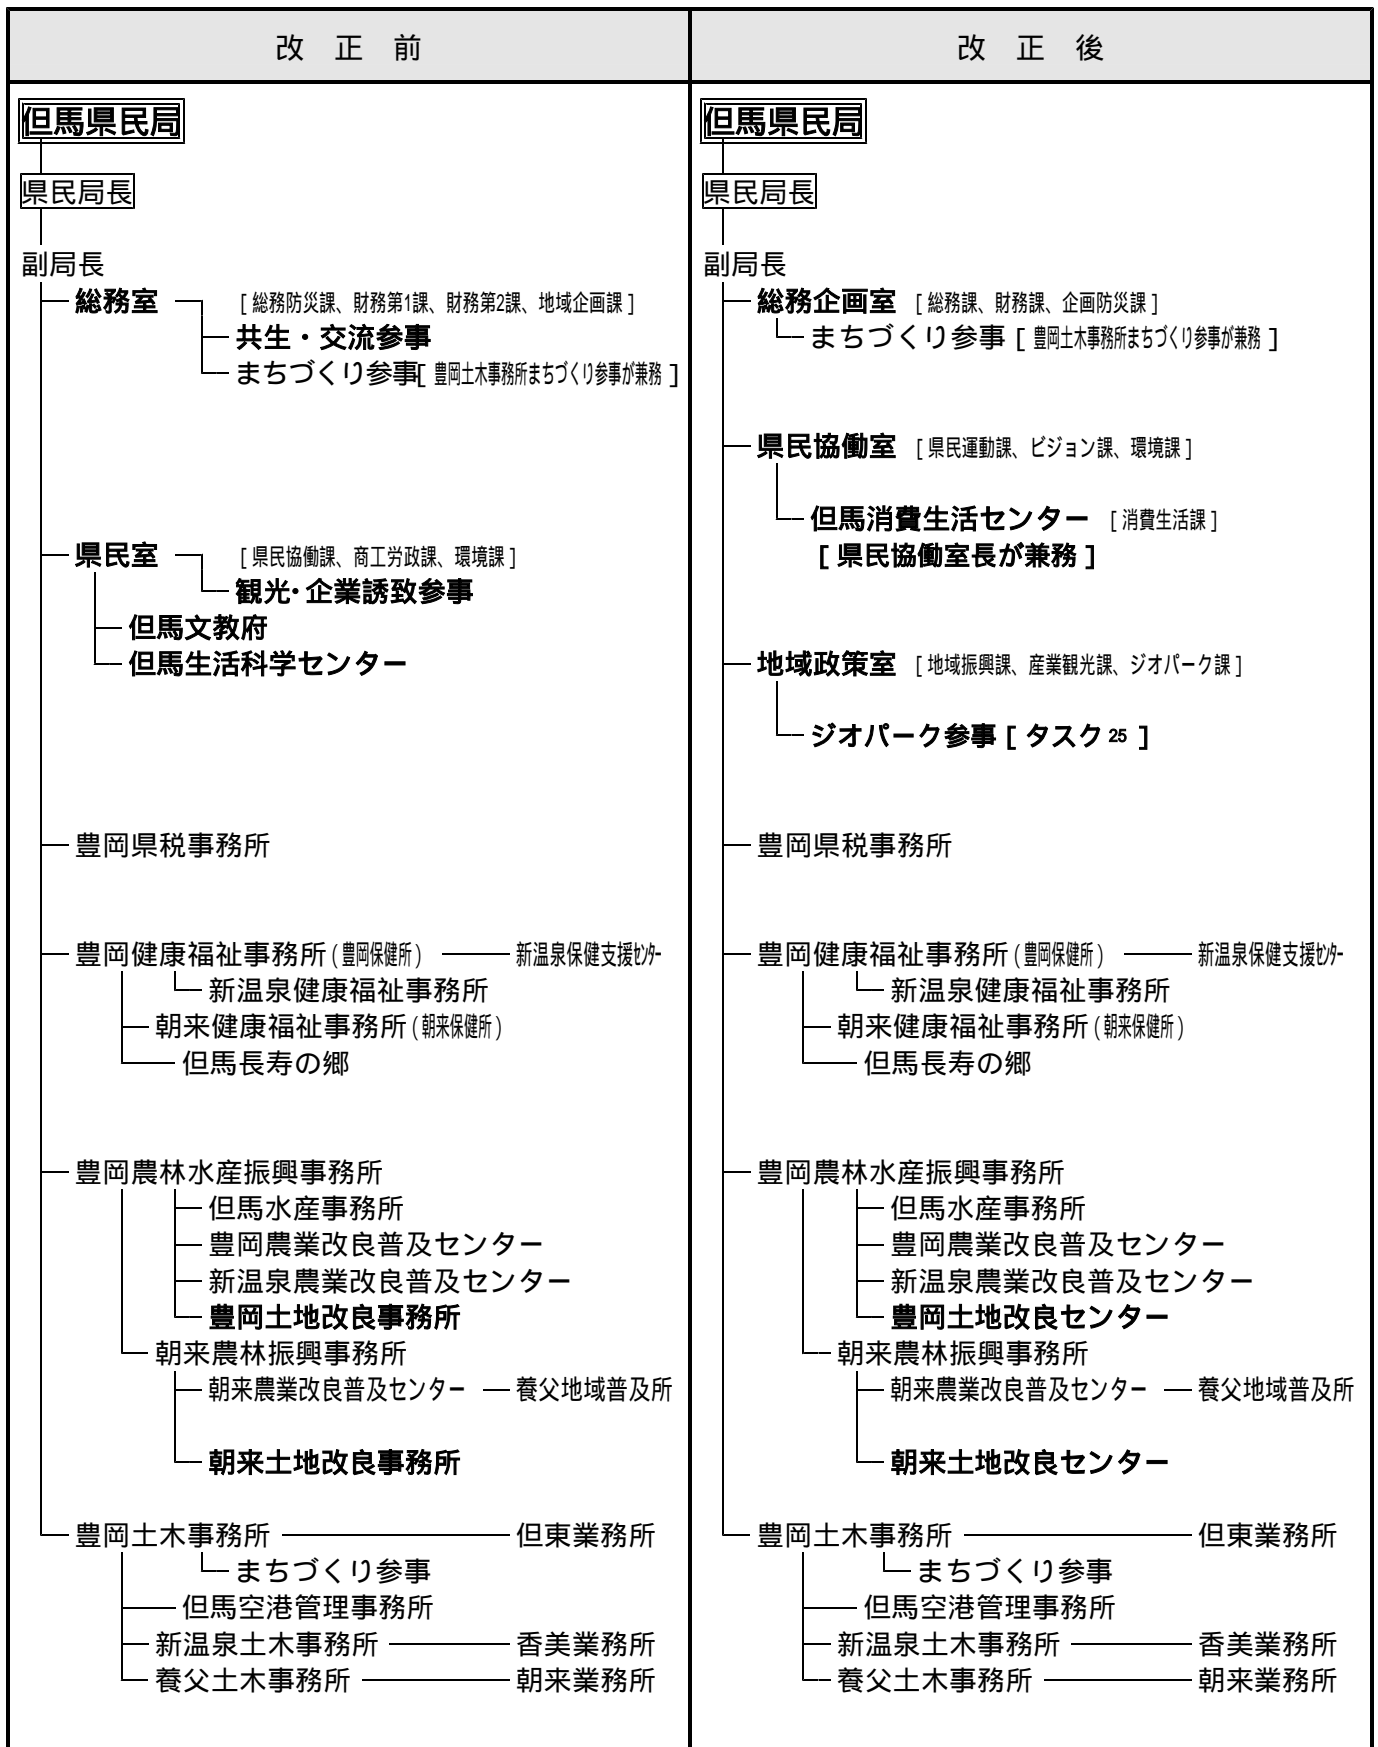 改正前
但馬県民局
県民局長
副局長
総務室 [総務防災課、財務第1課、財務第2課、地域企画課]
共生・交流参事
まちづくり参事[豊岡土木事務所まちづくり参事が兼務]
県民室 [県民協働課、商工労政課、環境課]
観光・企業誘致参事
但馬文教府
但馬生活科学センター
豊岡県税事務所
豊岡健康福祉事務所(豊岡保健所) 新温泉保健支援センター
新温泉健康福祉事務所
朝来健康福祉事務所(朝来保健所)
但馬長寿の郷
豊岡農林水産振興事務所
但馬水産事務所
豊岡農業改良普及センター
新温泉農業改良普及センター
豊岡土地改良事務所
朝来農林振興事務所
朝来農業改良普及センター 養父地域普及所
朝来土地改良事務所
豊岡土木事務所 但東業務所
まちづくり参事
但馬空港管理事務所
新温泉土木事務所 香美業務所
養父土木事務所 朝来業務所
改正後
但馬県民局
県民局長
副局長
総務企画室 [総務課、財務課、企画防災課]
まちづくり参事[豊岡土木事務所まちづくり参事が兼務]
県民協働室 [県民運動課、ビジョン課、環境課]
但馬消費生活センター [消費生活課]
[県民協働室長が兼務]
地域政策室 [地域振興課、産業観光課、ジオパーク課]
ジオパーク参事[タスク25]
豊岡県税事務所
豊岡健康福祉事務所(豊岡保健所) 新温泉保健支援センター
新温泉健康福祉事務所
朝来健康福祉事務所(朝来保健所)
但馬長寿の郷
豊岡農林水産振興事務所
但馬水産事務所
豊岡農業改良普及センター
新温泉農業改良普及センター
豊岡土地改良センター
朝来農林振興事務所
朝来農業改良普及センター 養父地域普及所
朝来土地改良センター
豊岡土木事務所 但東業務所
まちづくり参事
但馬空港管理事務所
新温泉土木事務所 香美業務所
養父土木事務所 朝来業務所